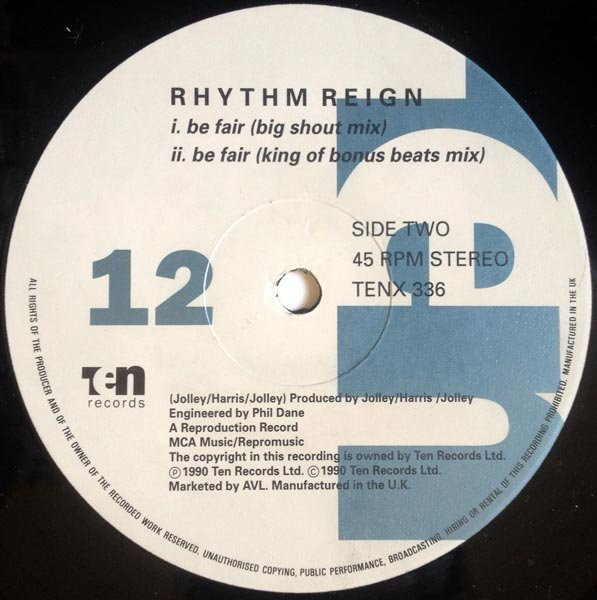 RHYTHM REIGN
i. be fair (big shout mix)
ii. be fair (king of bonus beats mix)
SIDE TWO
45 RPM STEREO
TENX 336
12
Ten
records
(Jolley/Harris/Jolley) Produced by Jolley/Harris /Jolley
Engineered by Phil Dane
A Reproduction Record
MCA Music/Repromusic
The copyright in this recording is owned by Ten Records Ltd.
℗1990 Ten Records Ltd. ©1990 Ten Records Ltd.
Marketed by AVL. Manufactured in the U.K.
ALL RIGHTS OF THE PRODUCER AND OF THE OWNER OF THE RECORDED WORK RESERVED, UNAUTHORISED COPYING, PUBLIC PERFORMANCE, BROADCASTING, HIRING OR RENTAL OF THIS RECORDING PROHIBITED, MANUFACTURED IN THE UK